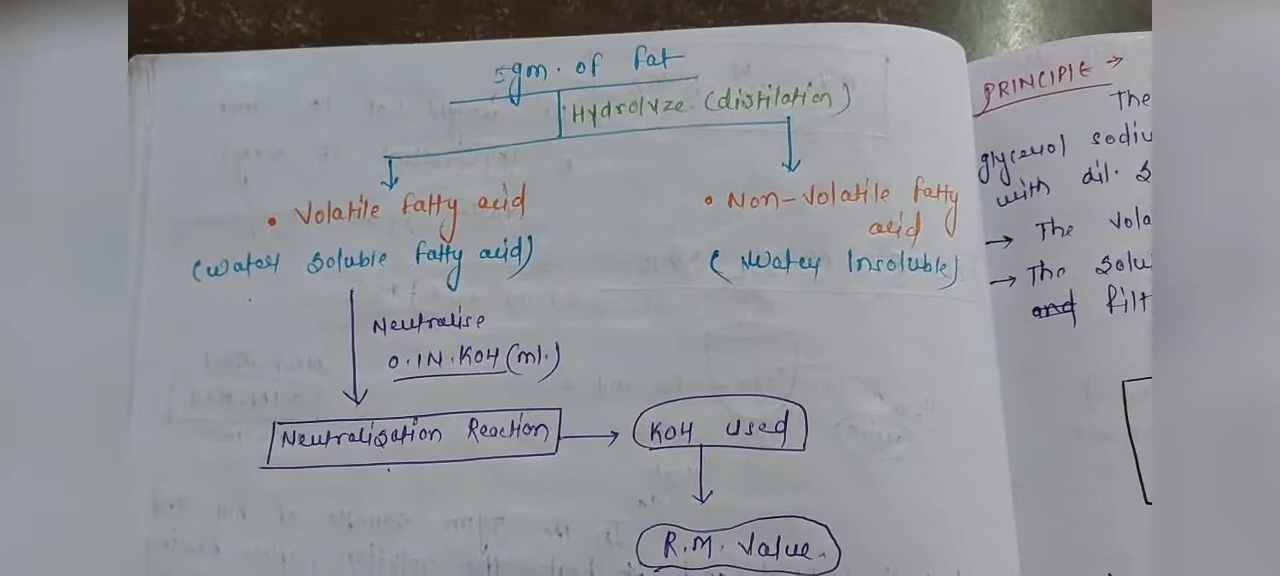 5gm. of fat
Hydrolyze (distilation)
• Volatile fatty acid
(Water soluble fatty acid)
• Non-volatile fatty
acid
(Water Insoluble)
Neutralise
0.1N.KOH (ml.)
Neutralisation Reaction
KOH used
R.M. Value.
PRINCIPLE →
The
glycerol sodiu
with dil. S
→ The vola
→ The solu
and filt